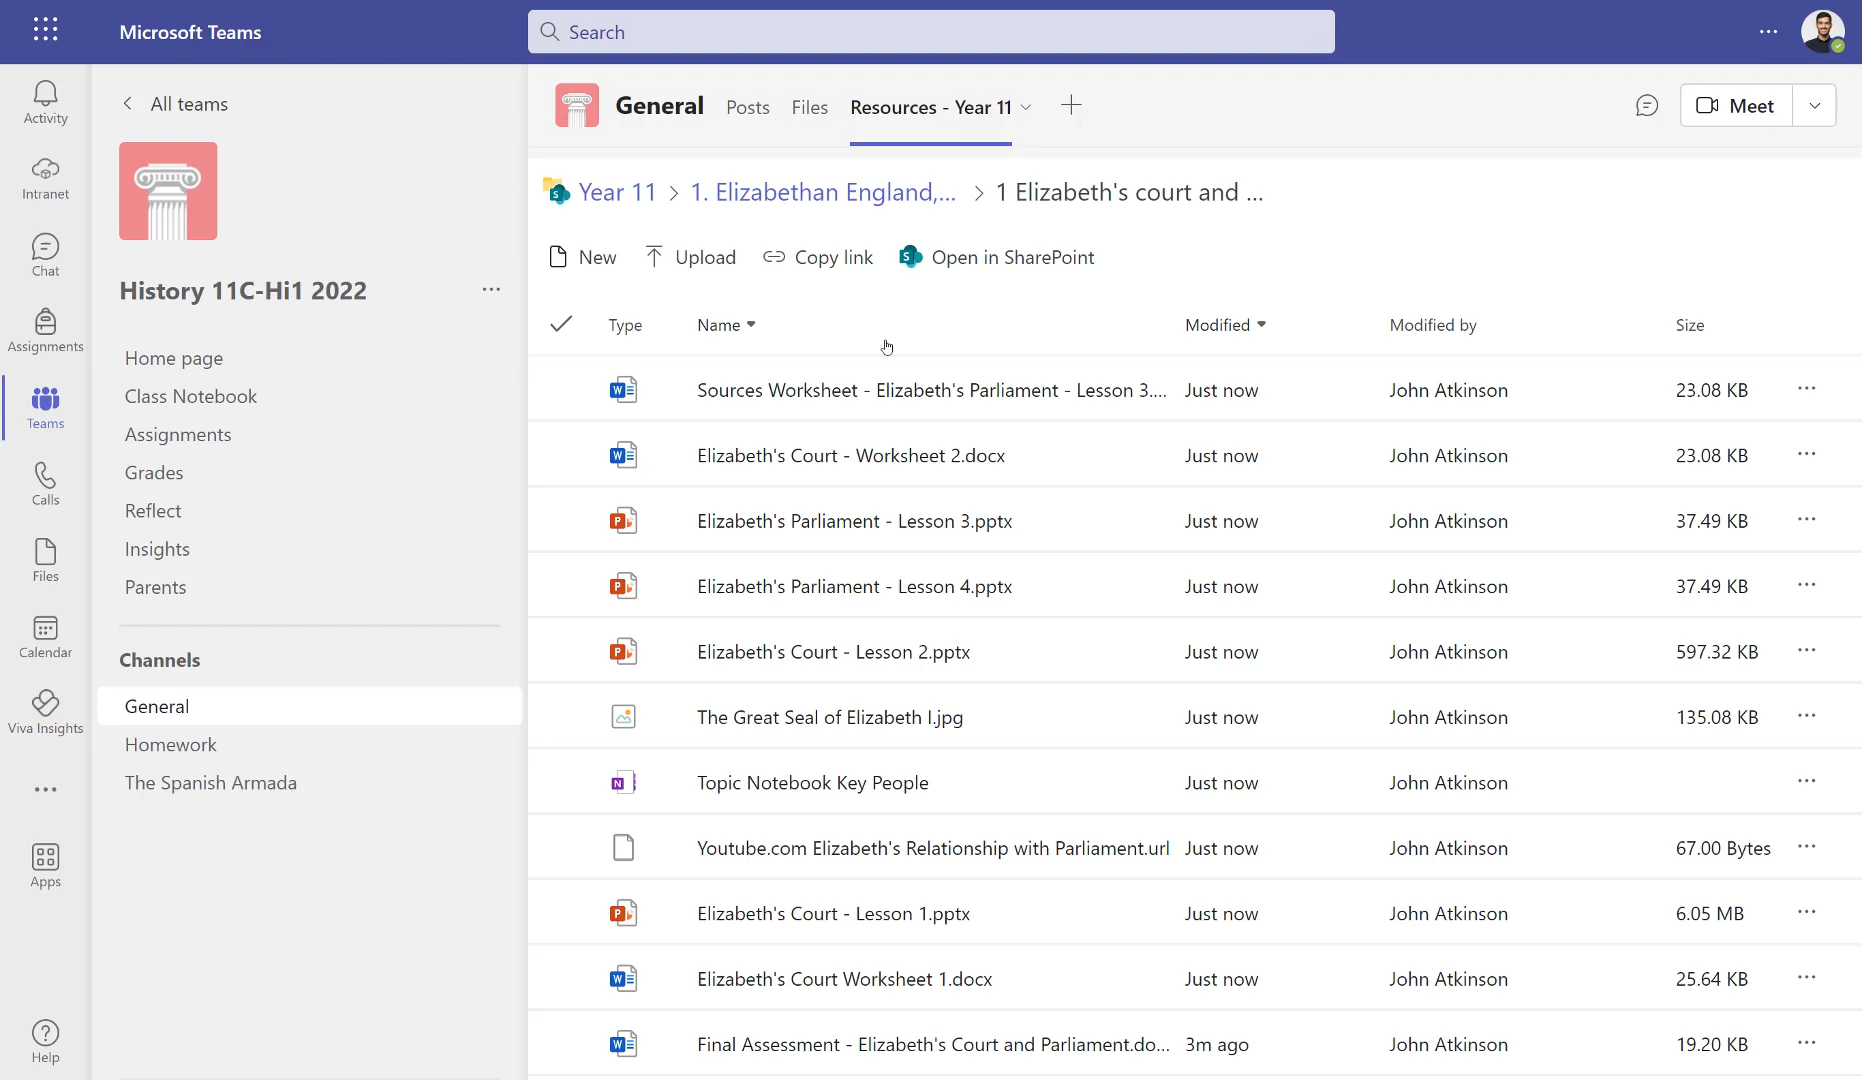 Microsoft Teams
Search
Activity
Intranet
Chat
Assignments
Teams
Calls
Files
Calendar
Viva Insights
Apps
Help
All teams
History 11C-Hi1 2022
Home page
Class Notebook
Assignments
Grades
Reflect
Insights
Parents
Channels
General
Homework
The Spanish Armada
General Posts Files Resources - Year 11
Meet
Year 11 > 1. Elizabethan England,... > 1 Elizabeth's court and ...
New Upload Copy link Open in SharePoint
Type Name Modified Modified by Size
Sources Worksheet - Elizabeth's Parliament - Lesson 3.... Just now John Atkinson 23.08 KB
Elizabeth's Court - Worksheet 2.docx Just now John Atkinson 23.08 KB
Elizabeth's Parliament - Lesson 3.pptx Just now John Atkinson 37.49 KB
Elizabeth's Parliament - Lesson 4.pptx Just now John Atkinson 37.49 KB
Elizabeth's Court - Lesson 2.pptx Just now John Atkinson 597.32 KB
The Great Seal of Elizabeth I.jpg Just now John Atkinson 135.08 KB
Topic Notebook Key People Just now John Atkinson
Youtube.com Elizabeth's Relationship with Parliament.url Just now John Atkinson 67.00 Bytes
Elizabeth's Court - Lesson 1.pptx Just now John Atkinson 6.05 MB
Elizabeth's Court Worksheet 1.docx Just now John Atkinson 25.64 KB
Final Assessment - Elizabeth's Court and Parliament.do... 3m ago John Atkinson 19.20 KB